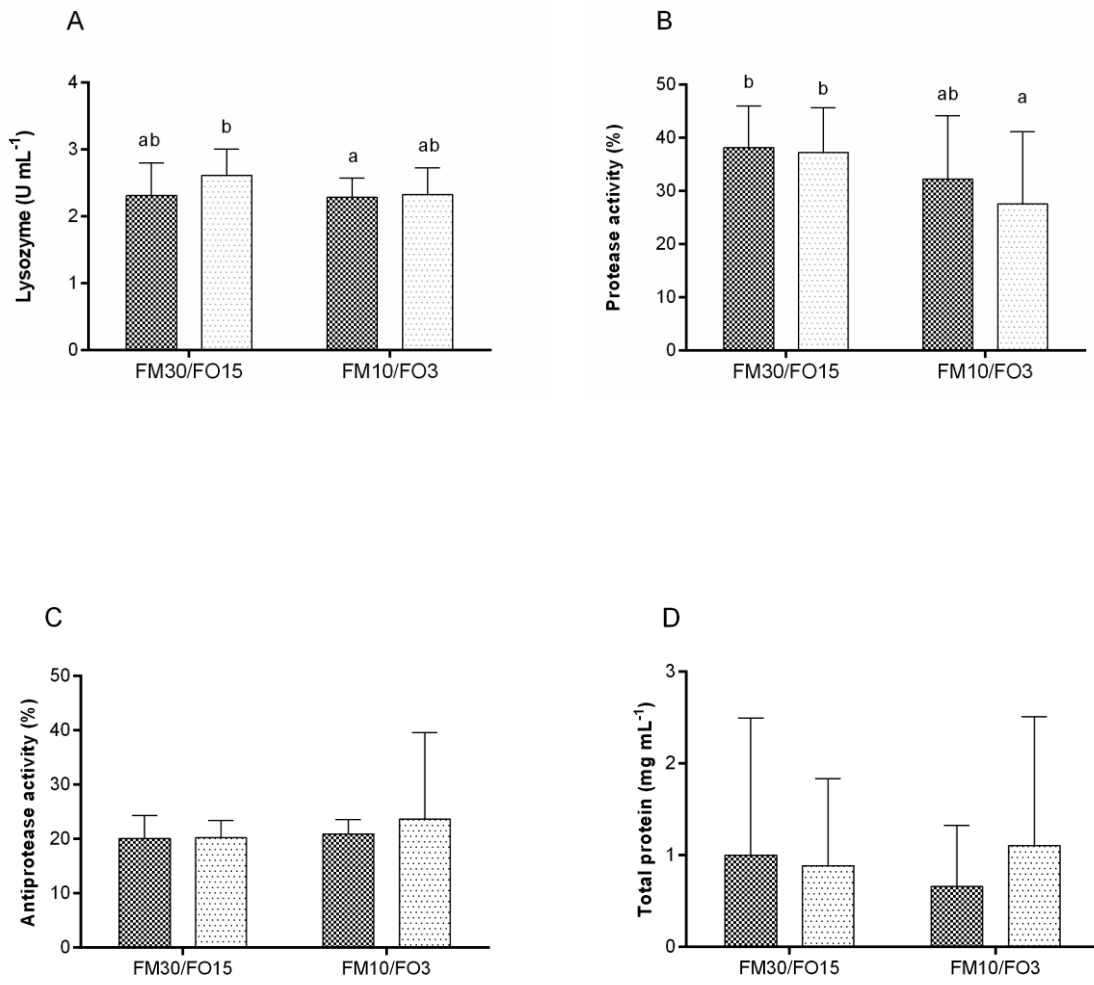 A
Lysozyme (U mL⁻¹)
4
3
2
1
0
ab
b
a
ab
FM30/FO15
FM10/FO3
B
Protease activity (%)
50
40
30
20
10
0
b
b
ab
a
FM30/FO15
FM10/FO3
C
Antiprotease activity (%)
50
40
30
20
10
0
FM30/FO15
FM10/FO3
D
Total protein (mg mL⁻¹)
3
2
1
0
FM30/FO15
FM10/FO3